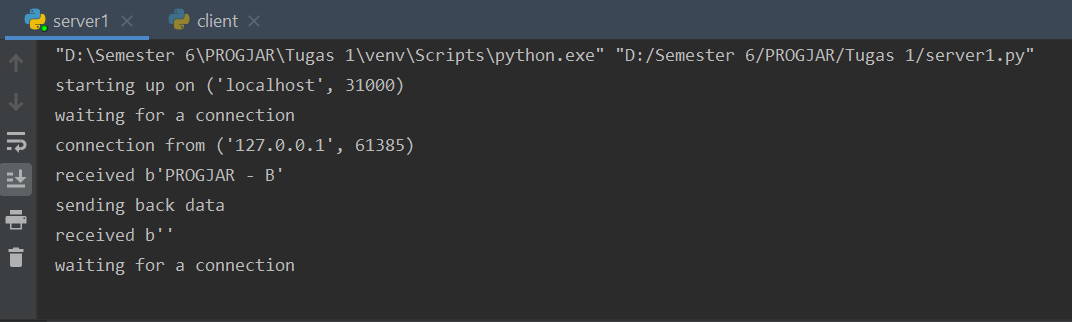 server1 client
"D:\Semester 6\PROGJAR\Tugas 1\venv\Scripts\python.exe" "D:/Semester 6/PROGJAR/Tugas 1/server1.py"
starting up on ('localhost', 31000)
waiting for a connection
connection from ('127.0.0.1', 61385)
received b'PROGJAR - B'
sending back data
received b''
waiting for a connection